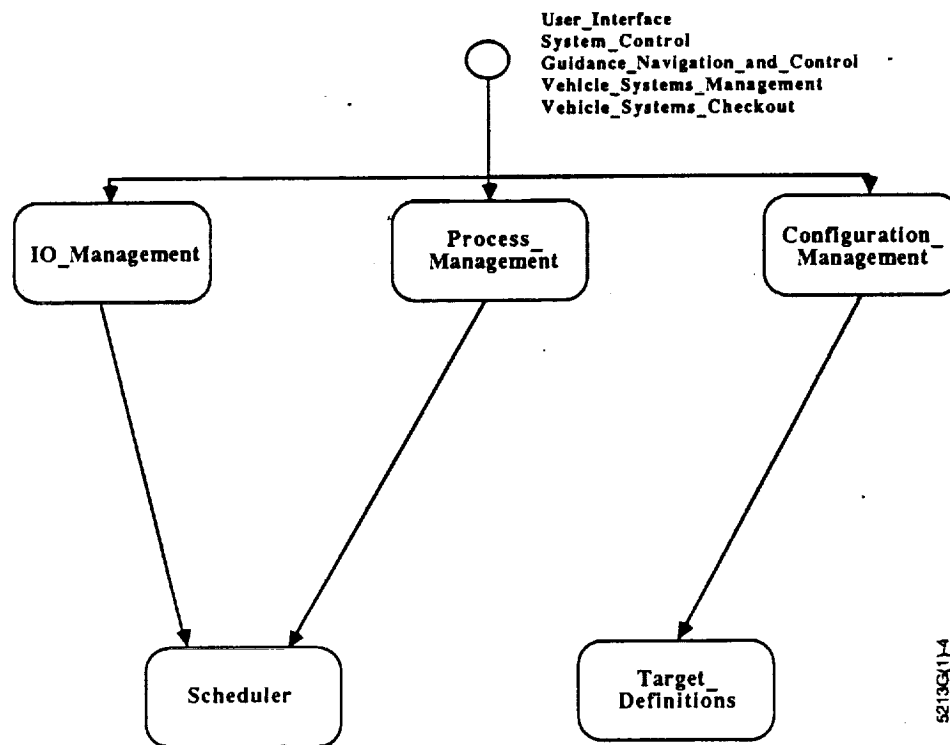 User_Interface
System_Control
Guidance_Navigation_and_Control
Vehicle_Systems_Management
Vehicle_Systems_Checkout
IO_Management
Process_
Management
Configuration_
Management
Scheduler
Target_
Definitions
5213G(1)-4